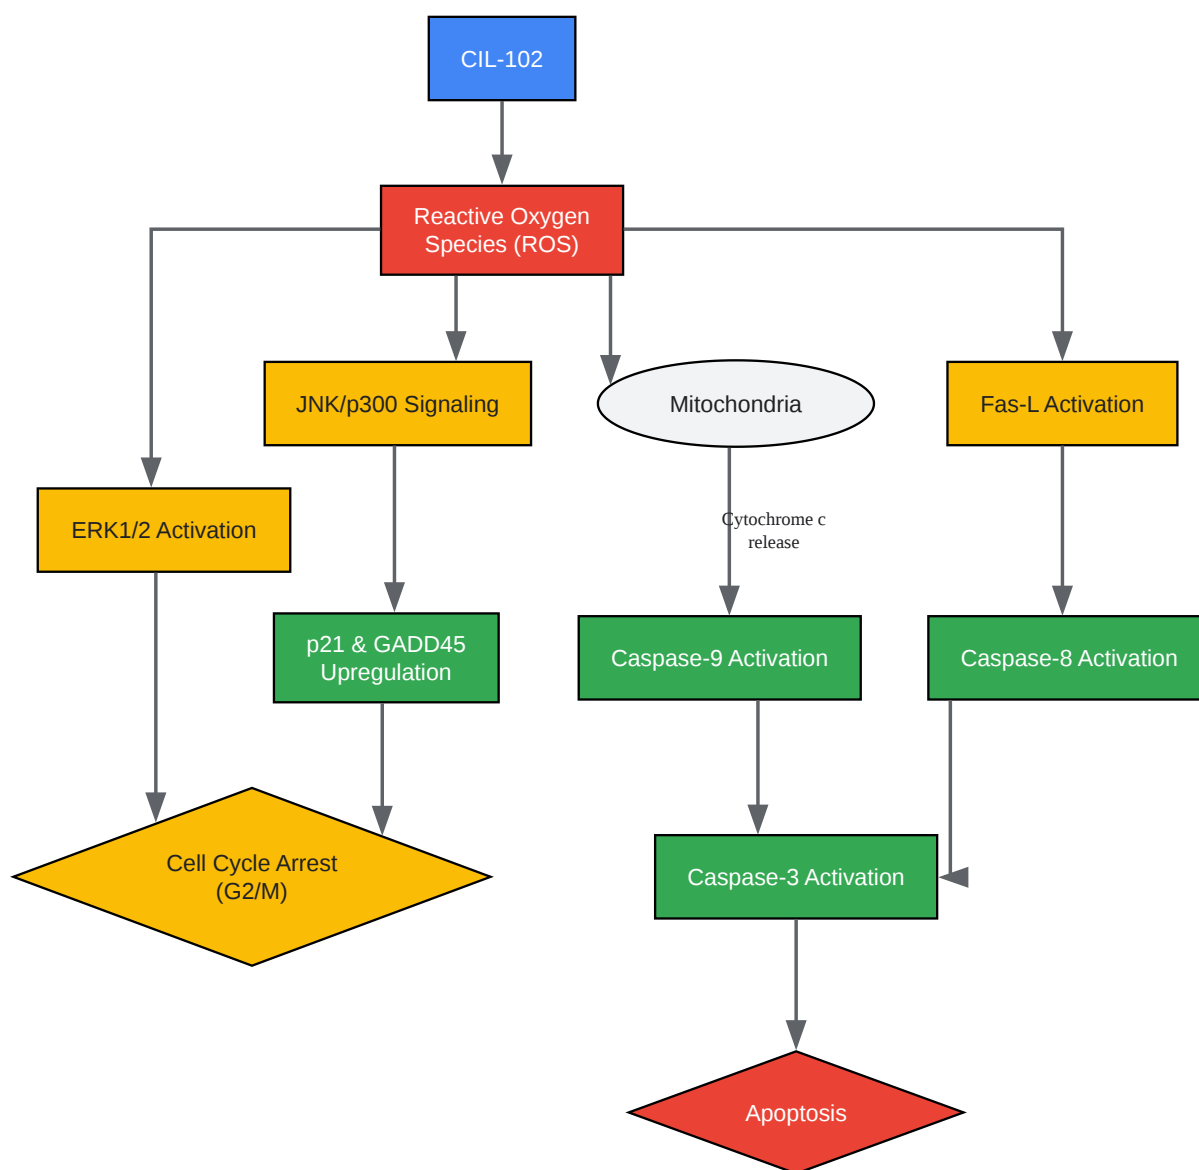 CIL-102
Reactive Oxygen
Species (ROS)
JNK/p300 Signaling
Mitochondria
Fas-L Activation
ERK1/2 Activation
Cytochrome c
release
p21 & GADD45
Upregulation
Caspase-9 Activation
Caspase-8 Activation
Cell Cycle Arrest
(G2/M)
Caspase-3 Activation
Apoptosis